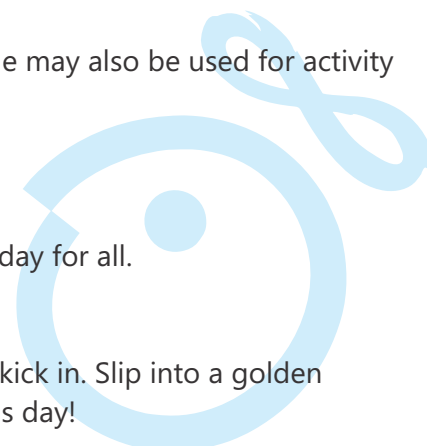 e may also be used for activity
day for all.
kick in. Slip into a golden
s day!